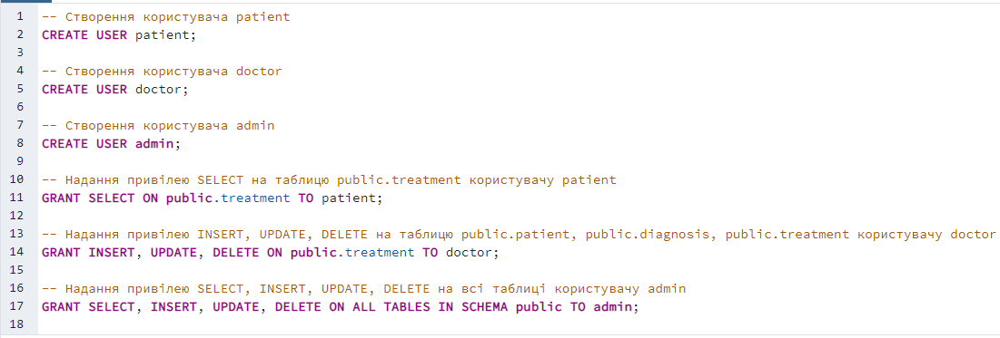 1 -- Створення користувача patient
2 CREATE USER patient;
3
4 -- Створення користувача doctor
5 CREATE USER doctor;
6
7 -- Створення користувача admin
8 CREATE USER admin;
9
10 -- Надання привілею SELECT на таблицю public.treatment користувачу patient
11 GRANT SELECT ON public.treatment TO patient;
12
13 -- Надання привілею INSERT, UPDATE, DELETE на таблицю public.patient, public.diagnosis, public.treatment користувачу doctor
14 GRANT INSERT, UPDATE, DELETE ON public.treatment TO doctor;
15
16 -- Надання привілею SELECT, INSERT, UPDATE, DELETE на всі таблиці користувачу admin
17 GRANT SELECT, INSERT, UPDATE, DELETE ON ALL TABLES IN SCHEMA public TO admin;
18